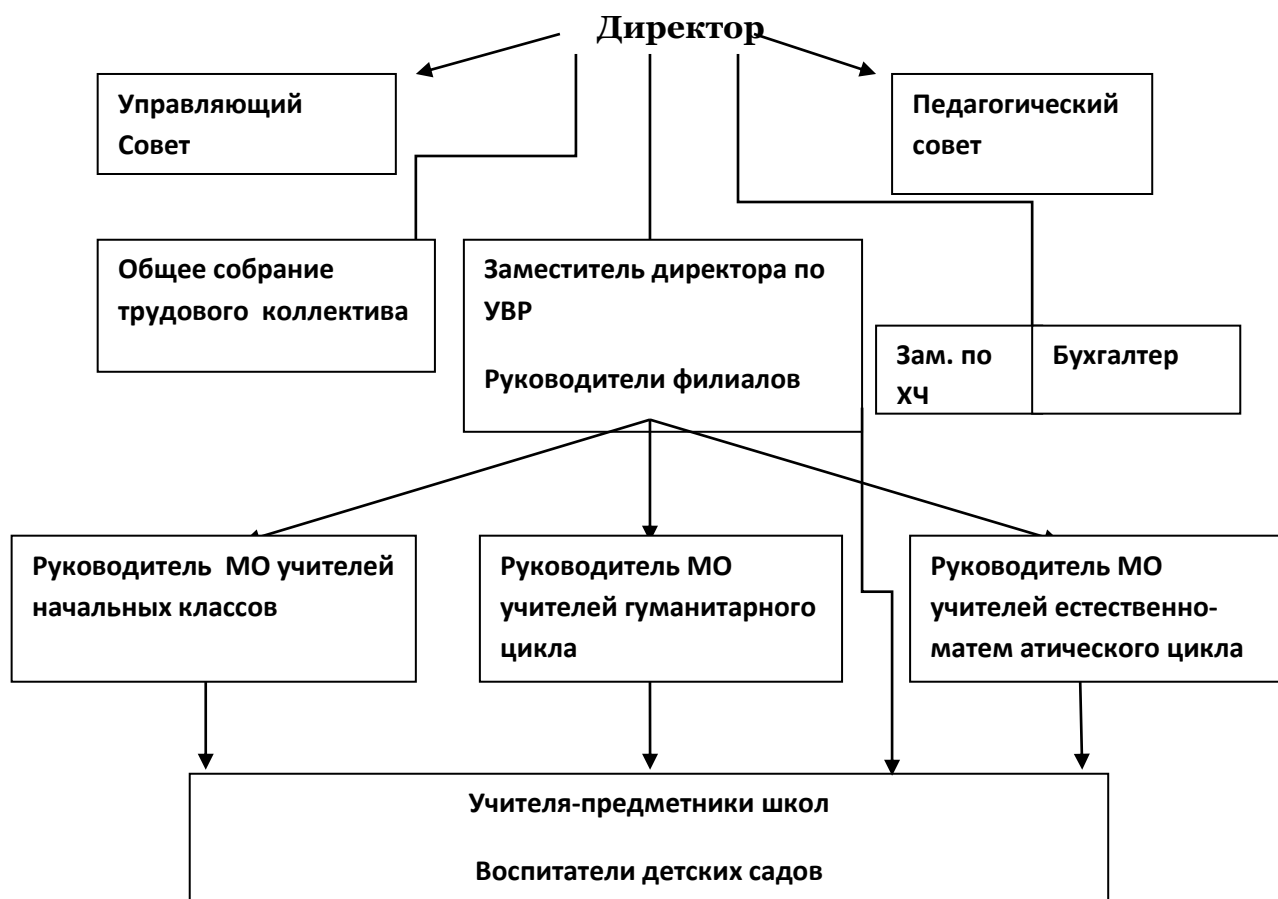 Директор
Управляющий
Совет
Педагогический
совет
Общее собрание
трудового коллектива
Заместитель директора по
УВР
Руководители филиалов
Зам. по
ХЧ
Бухгалтер
Руководитель МО учителей
начальных классов
Руководитель МО
учителей гуманитарного
цикла
Руководитель МО
учителей естественно-
матем атического цикла
Учителя-предметники школ
Воспитатели детских садов